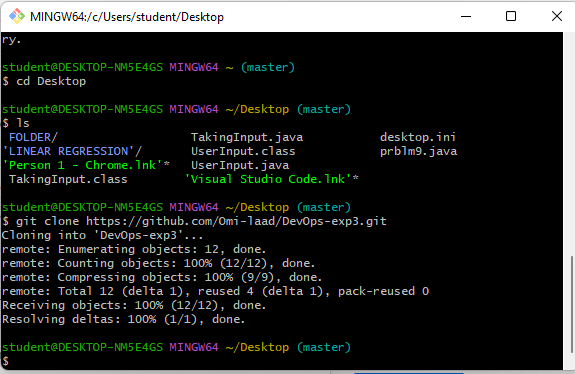 MINGW64:/c/Users/student/Desktop
ry.
student@DESKTOP-NM5E4GS MINGW64 ~ (master)
$ cd Desktop
student@DESKTOP-NM5E4GS MINGW64 ~/Desktop (master)
$ ls
FOLDER/ TakingInput.java desktop.ini
'LINEAR REGRESSION'/ UserInput.class prblm9.java
'Person 1 - Chrome.lnk'* UserInput.java
TakingInput.class 'Visual Studio Code.lnk'*
student@DESKTOP-NM5E4GS MINGW64 ~/Desktop (master)
$ git clone https://github.com/Omi-laad/DevOps-exp3.git
Cloning into 'DevOps-exp3'...
remote: Enumerating objects: 12, done.
remote: Counting objects: 100% (12/12), done.
remote: Compressing objects: 100% (9/9), done.
remote: Total 12 (delta 1), reused 4 (delta 1), pack-reused 0
Receiving objects: 100% (12/12), done.
Resolving deltas: 100% (1/1), done.
student@DESKTOP-NM5E4GS MINGW64 ~/Desktop (master)
$